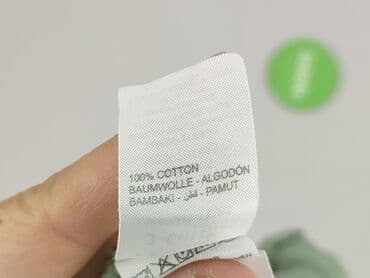 100% COTTON
BAUMWOLLE - ALGODÓN
BAMBAKI - قطن - PAMUT